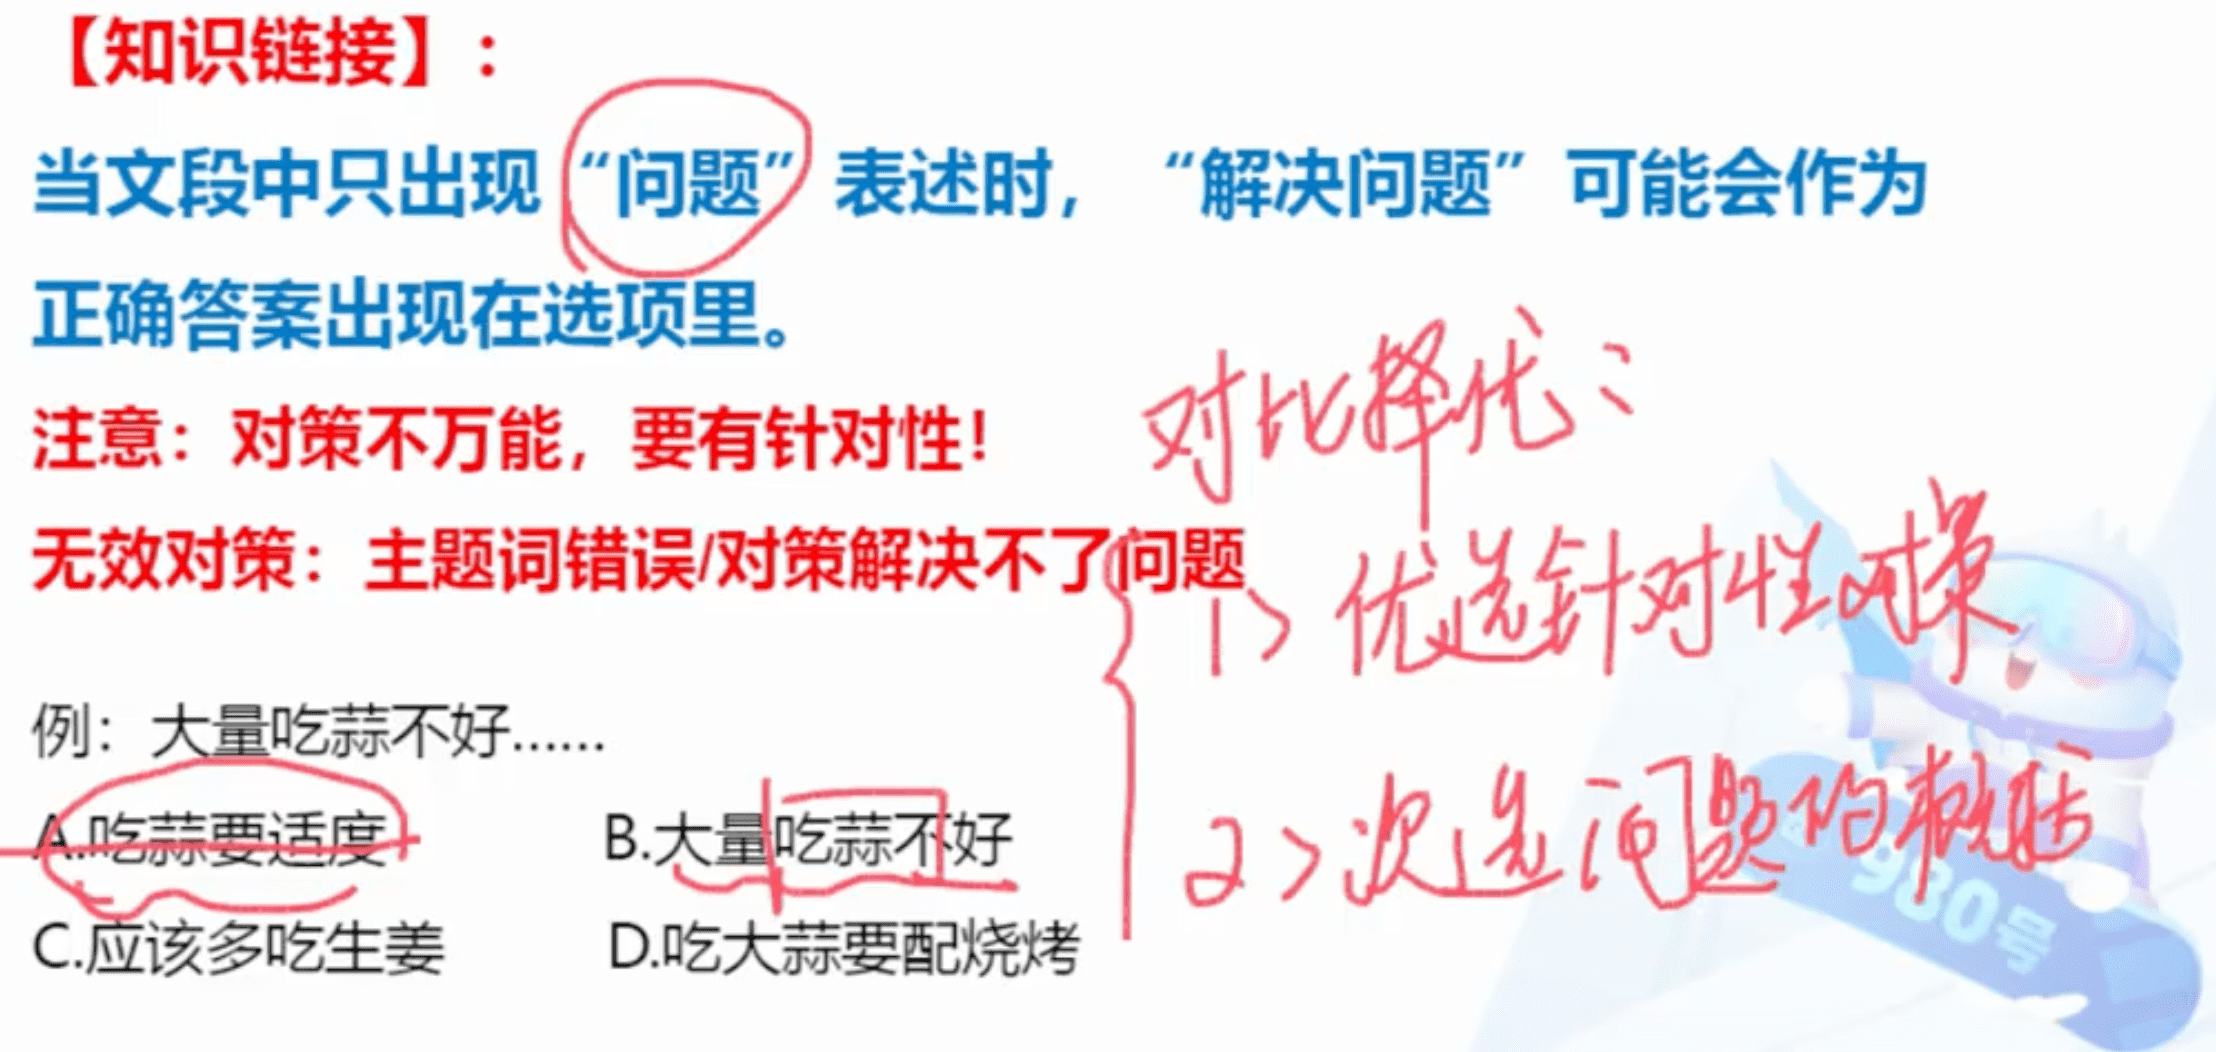 【知识链接】：
当文段中只出现“问题”表述时，“解决问题”可能会作为
正确答案出现在选项里。
注意：对策不万能，要有针对性！
无效对策：主题词错误/对策解决不了问题
对比择优：
1> 优选针对性对策
2> 次选问题的概括
例：大量吃蒜不好……
A.吃蒜要适度
B.大量吃蒜不好
C.应该多吃生姜
D.吃大蒜要配烧烤
980号